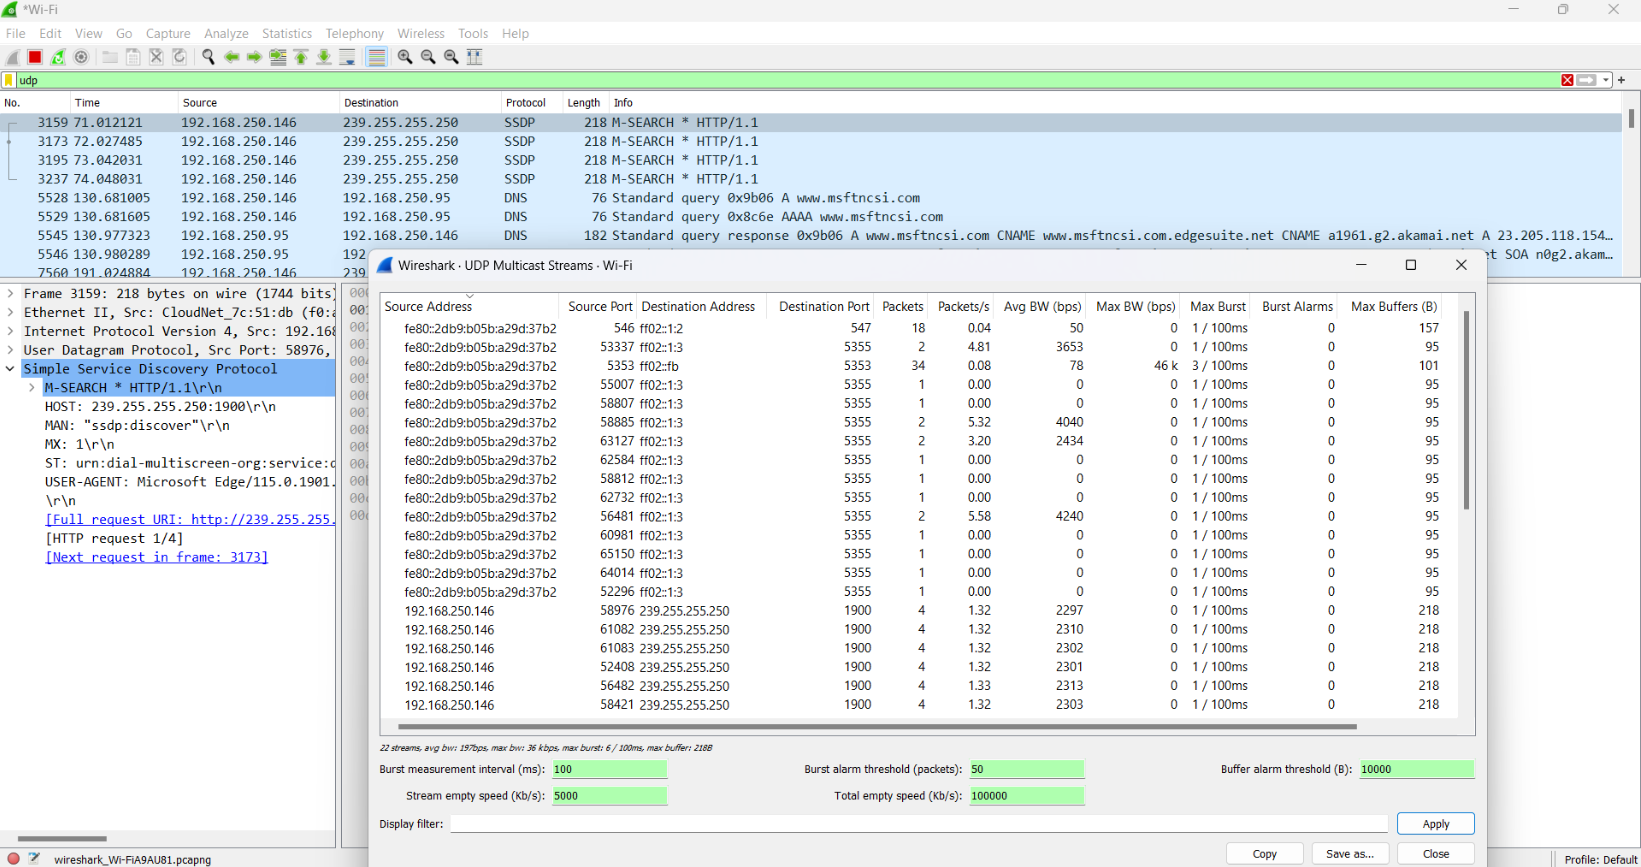 *Wi-Fi
File Edit View Go Capture Analyze Statistics Telephony Wireless Tools Help
udp
No. Time Source Destination Protocol Length Info
3159 71.012121 192.168.250.146 239.255.255.250 SSDP 218 M-SEARCH * HTTP/1.1
3173 72.027485 192.168.250.146 239.255.255.250 SSDP 218 M-SEARCH * HTTP/1.1
3195 73.042031 192.168.250.146 239.255.255.250 SSDP 218 M-SEARCH * HTTP/1.1
3237 74.048031 192.168.250.146 239.255.255.250 SSDP 218 M-SEARCH * HTTP/1.1
5528 130.681005 192.168.250.146 192.168.250.95 DNS 76 Standard query 0x9b06 A www.msftncsi.com
5529 130.681605 192.168.250.146 192.168.250.95 DNS 76 Standard query 0x8c6e AAAA www.msftncsi.com
5545 130.977323 192.168.250.95 192.168.250.146 DNS 182 Standard query response 0x9b06 A www.msftncsi.com CNAME www.msftncsi.com.edgesuite.net CNAME a1961.g2.akamai.net A 23.205.118.154...
5546 130.980289 192.168.250.95 192 t SOA n0g2.akam...
7560 191.024884 192.168.250.146 239
Frame 3159: 218 bytes on wire (1744 bits)
Ethernet II, Src: CloudNet_7c:51:db (f0:
Internet Protocol Version 4, Src: 192.168
User Datagram Protocol, Src Port: 58976,
Simple Service Discovery Protocol
M-SEARCH * HTTP/1.1\r\n
HOST: 239.255.255.250:1900\r\n
MAN: "ssdp:discover"\r\n
MX: 1\r\n
ST: urn:dial-multiscreen-org:service:
USER-AGENT: Microsoft Edge/115.0.1901.
\r\n
[Full request URI: http://239.255.255.
[HTTP request 1/4]
[Next request in frame: 3173]
Wireshark · UDP Multicast Streams · Wi-Fi
Source Address Source Port Destination Address Destination Port Packets Packets/s Avg BW (bps) Max BW (bps) Max Burst Burst Alarms Max Buffers (B)
fe80::2db9:b05b:a29d:37b2 546 ff02::1:2 547 18 0.04 50 0 1 / 100ms 0 157
fe80::2db9:b05b:a29d:37b2 53337 ff02::1:3 5355 2 4.81 3653 0 1 / 100ms 0 95
fe80::2db9:b05b:a29d:37b2 5353 ff02::fb 5353 34 0.08 78 46 k 3 / 100ms 0 101
fe80::2db9:b05b:a29d:37b2 55007 ff02::1:3 5355 1 0.00 0 0 1 / 100ms 0 95
fe80::2db9:b05b:a29d:37b2 58807 ff02::1:3 5355 1 0.00 0 0 1 / 100ms 0 95
fe80::2db9:b05b:a29d:37b2 58885 ff02::1:3 5355 2 5.32 4040 0 1 / 100ms 0 95
fe80::2db9:b05b:a29d:37b2 63127 ff02::1:3 5355 2 3.20 2434 0 1 / 100ms 0 95
fe80::2db9:b05b:a29d:37b2 62584 ff02::1:3 5355 1 0.00 0 0 1 / 100ms 0 95
fe80::2db9:b05b:a29d:37b2 58812 ff02::1:3 5355 1 0.00 0 0 1 / 100ms 0 95
fe80::2db9:b05b:a29d:37b2 62732 ff02::1:3 5355 1 0.00 0 0 1 / 100ms 0 95
fe80::2db9:b05b:a29d:37b2 56481 ff02::1:3 5355 2 5.58 4240 0 1 / 100ms 0 95
fe80::2db9:b05b:a29d:37b2 60981 ff02::1:3 5355 1 0.00 0 0 1 / 100ms 0 95
fe80::2db9:b05b:a29d:37b2 65150 ff02::1:3 5355 1 0.00 0 0 1 / 100ms 0 95
fe80::2db9:b05b:a29d:37b2 64014 ff02::1:3 5355 1 0.00 0 0 1 / 100ms 0 95
fe80::2db9:b05b:a29d:37b2 52296 ff02::1:3 5355 1 0.00 0 0 1 / 100ms 0 95
192.168.250.146 58976 239.255.255.250 1900 4 1.32 2297 0 1 / 100ms 0 218
192.168.250.146 61082 239.255.255.250 1900 4 1.32 2310 0 1 / 100ms 0 218
192.168.250.146 61083 239.255.255.250 1900 4 1.32 2302 0 1 / 100ms 0 218
192.168.250.146 52408 239.255.255.250 1900 4 1.32 2301 0 1 / 100ms 0 218
192.168.250.146 56482 239.255.255.250 1900 4 1.33 2313 0 1 / 100ms 0 218
192.168.250.146 58421 239.255.255.250 1900 4 1.32 2303 0 1 / 100ms 0 218
22 streams, avg bw: 197bps, max bw: 36 kbps, max burst: 6 / 100ms, max buffer: 218B
Burst measurement interval (ms): 100 Burst alarm threshold (packets): 50 Buffer alarm threshold (B): 10000
Stream empty speed (Kb/s): 5000 Total empty speed (Kb/s): 100000
Display filter: Apply
Copy Save as... Close
wireshark_Wi-FiA9AU81.pcapng Profile: Default